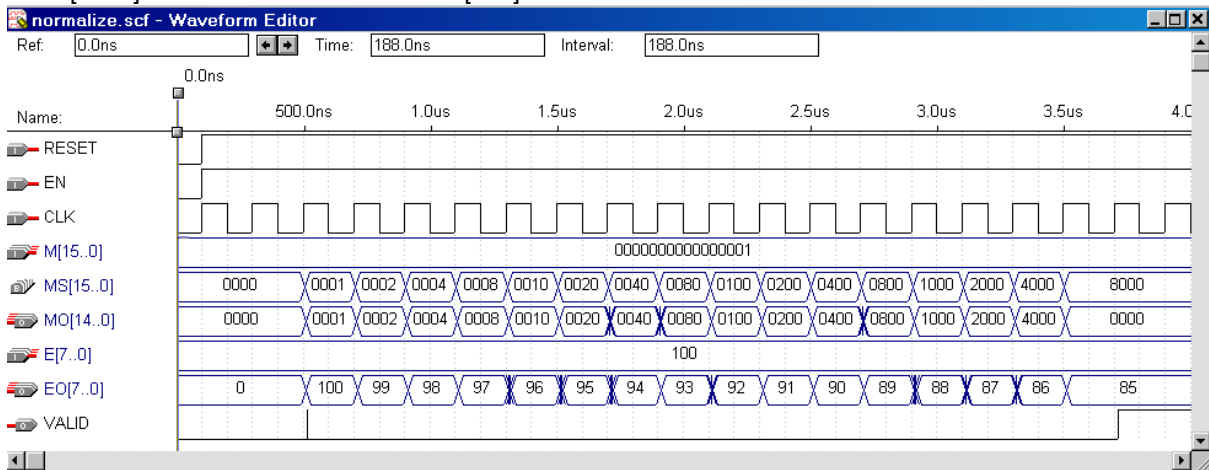 normalize.scf - Waveform Editor
Ref: 0.0ns Time: 188.0ns Interval: 188.0ns
0.0ns
Name: 500.0ns 1.0us 1.5us 2.0us 2.5us 3.0us 3.5us 4.0
RESET
EN
CLK
M[15..0] 0000000000000001
MS[15..0] 0000 0001 0002 0004 0008 0010 0020 0040 0080 0100 0200 0400 0800 1000 2000 4000 8000
MO[14..0] 0000 0001 0002 0004 0008 0010 0020 0040 0080 0100 0200 0400 0800 1000 2000 4000 0000
E[7..0] 100
EO[7..0] 0 100 99 98 97 96 95 94 93 92 91 90 89 88 87 86 85
VALID